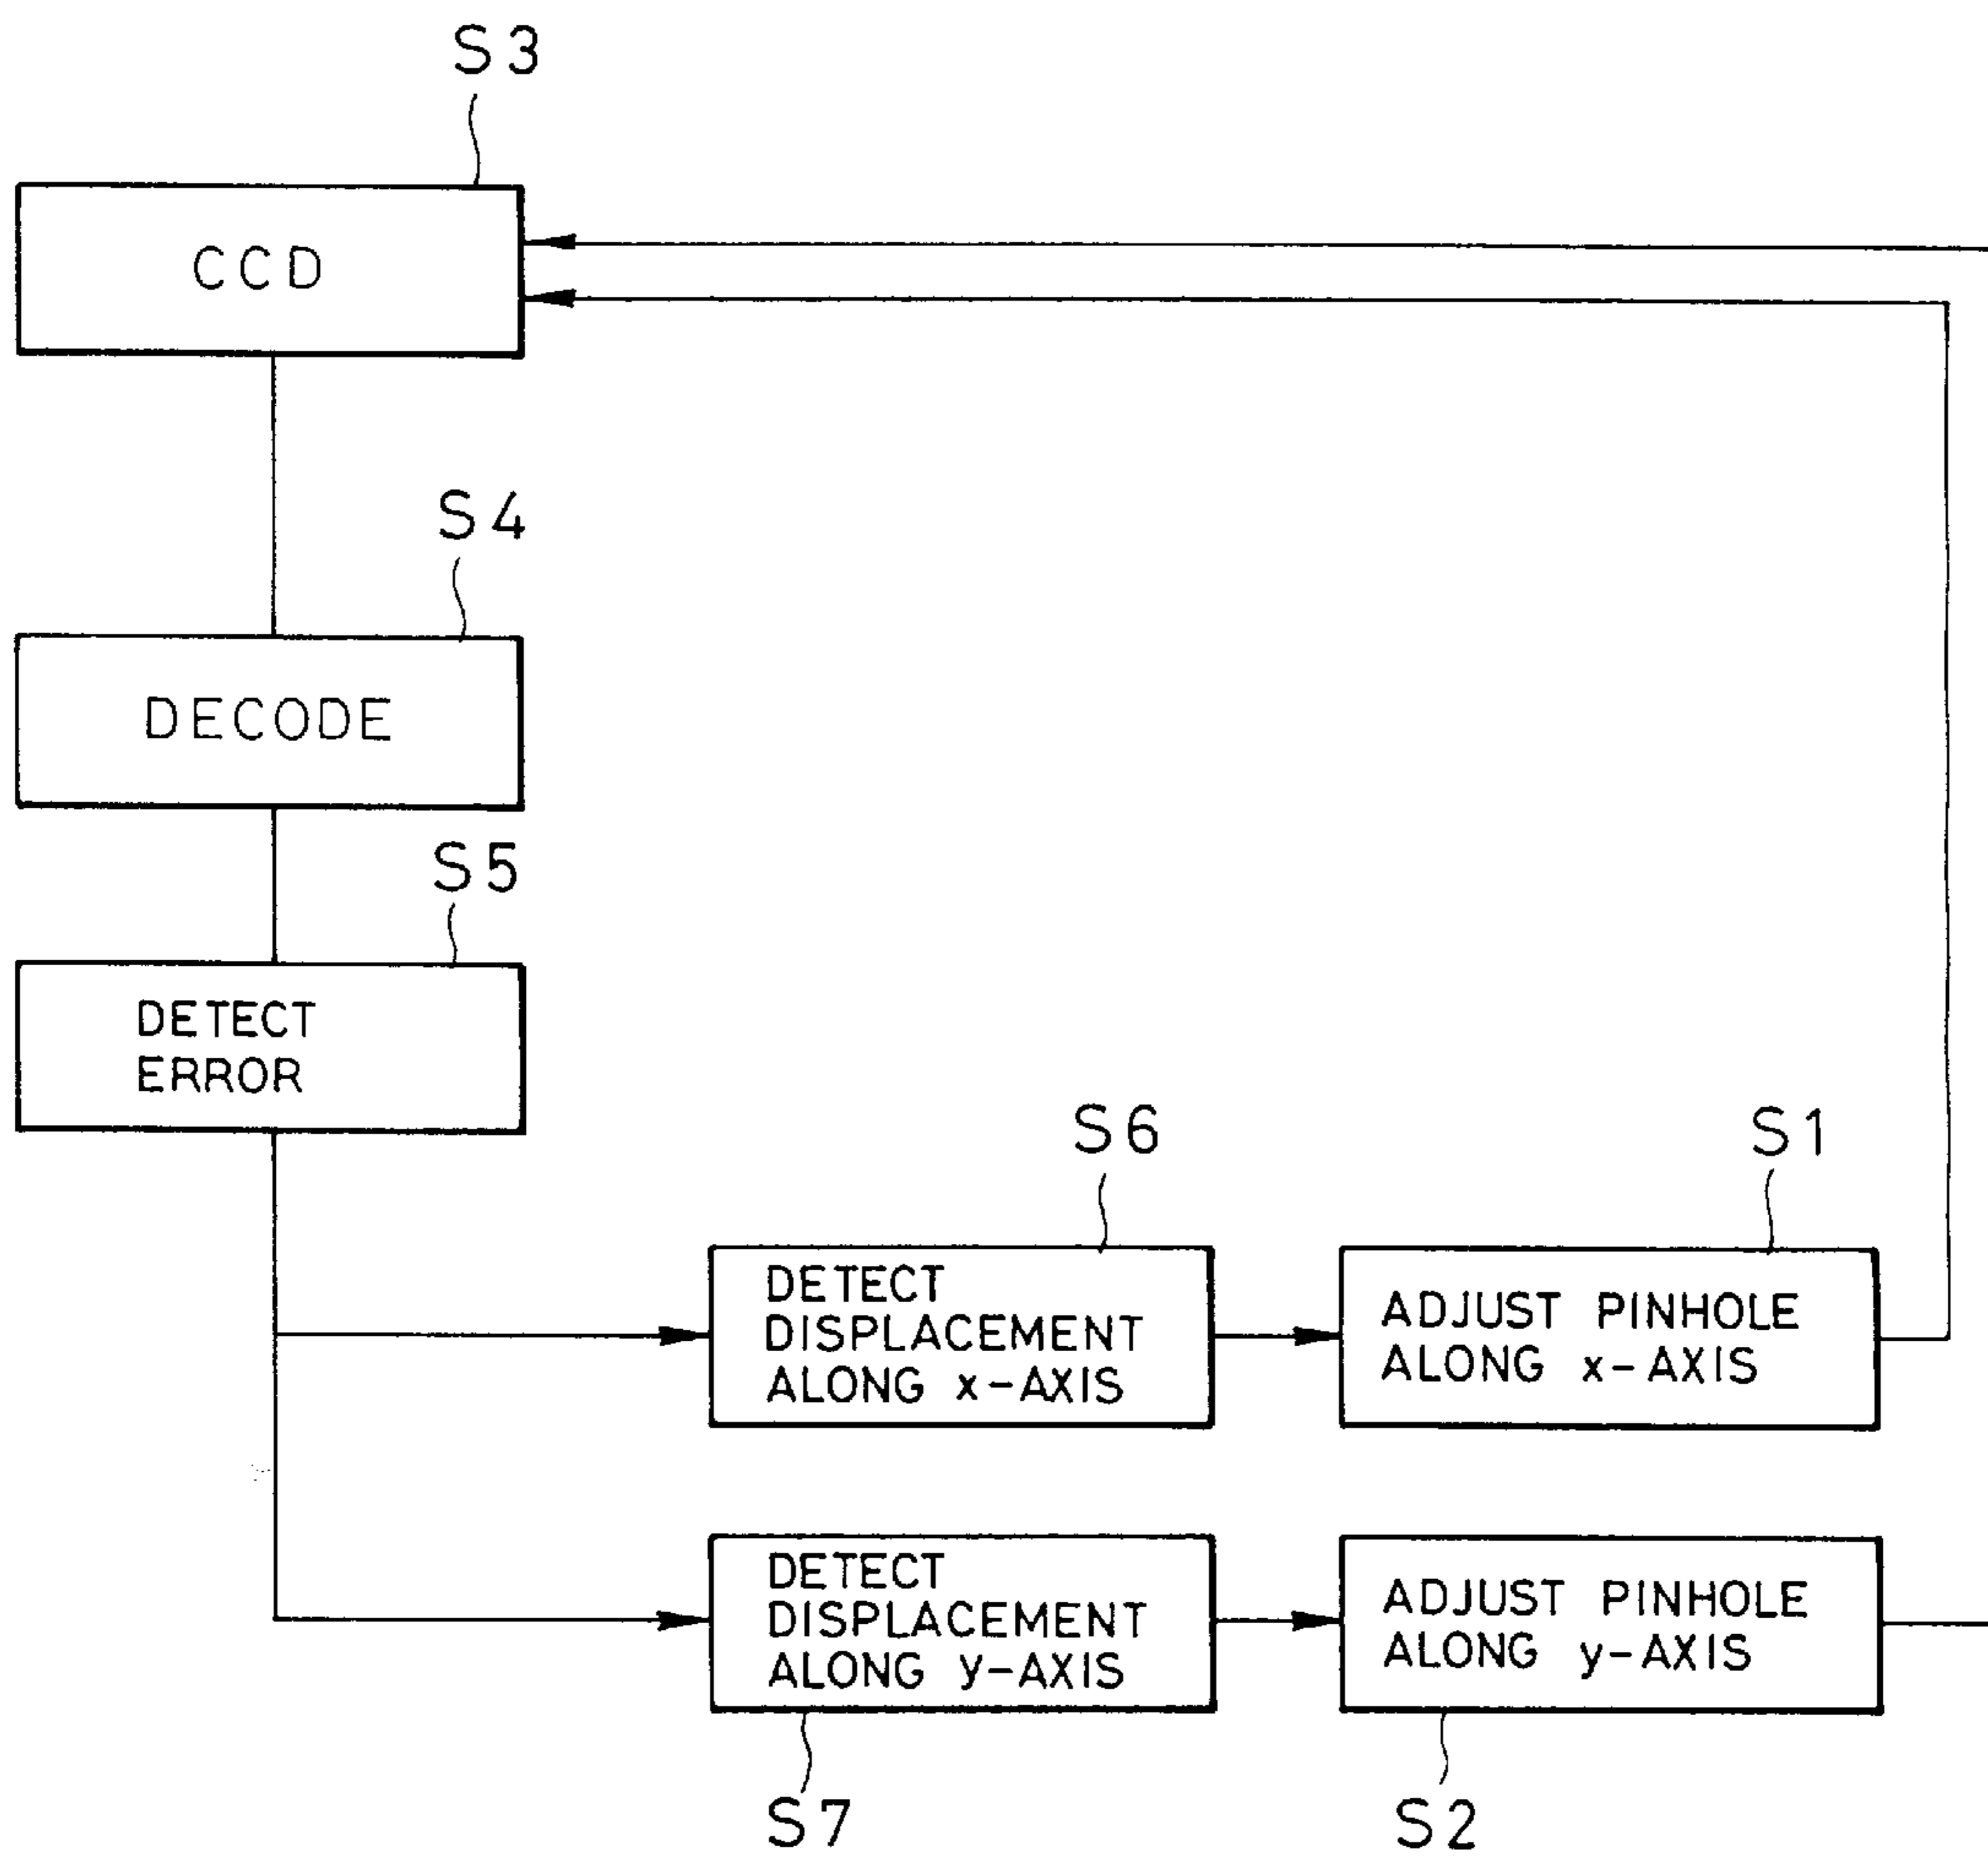 S3
CCD
S4
DECODE
S5
DETECT
ERROR
S6
DETECT
DISPLACEMENT
ALONG x-AXIS
S1
ADJUST PINHOLE
ALONG x-AXIS
DETECT
DISPLACEMENT
ALONG y-AXIS
S7
ADJUST PINHOLE
ALONG y-AXIS
S2